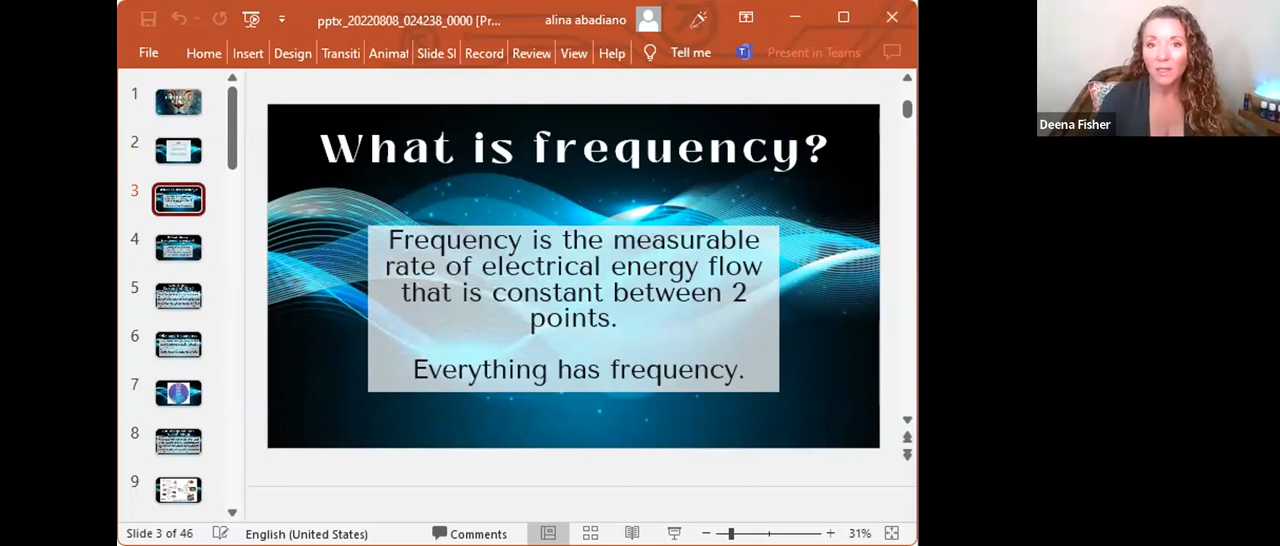 pptx_20220808_024238_0000 [Pr...
alina abadiano
File Home Insert Design Transiti Animal Slide Sl Record Review View Help Tell me Present in Teams
1
2
3
4
5
6
7
8
9
What is frequency?
Frequency is the measurable
rate of electrical energy flow
that is constant between 2
points.
Everything has frequency.
Slide 3 of 46 English (United States) Comments 31%
Deena Fisher